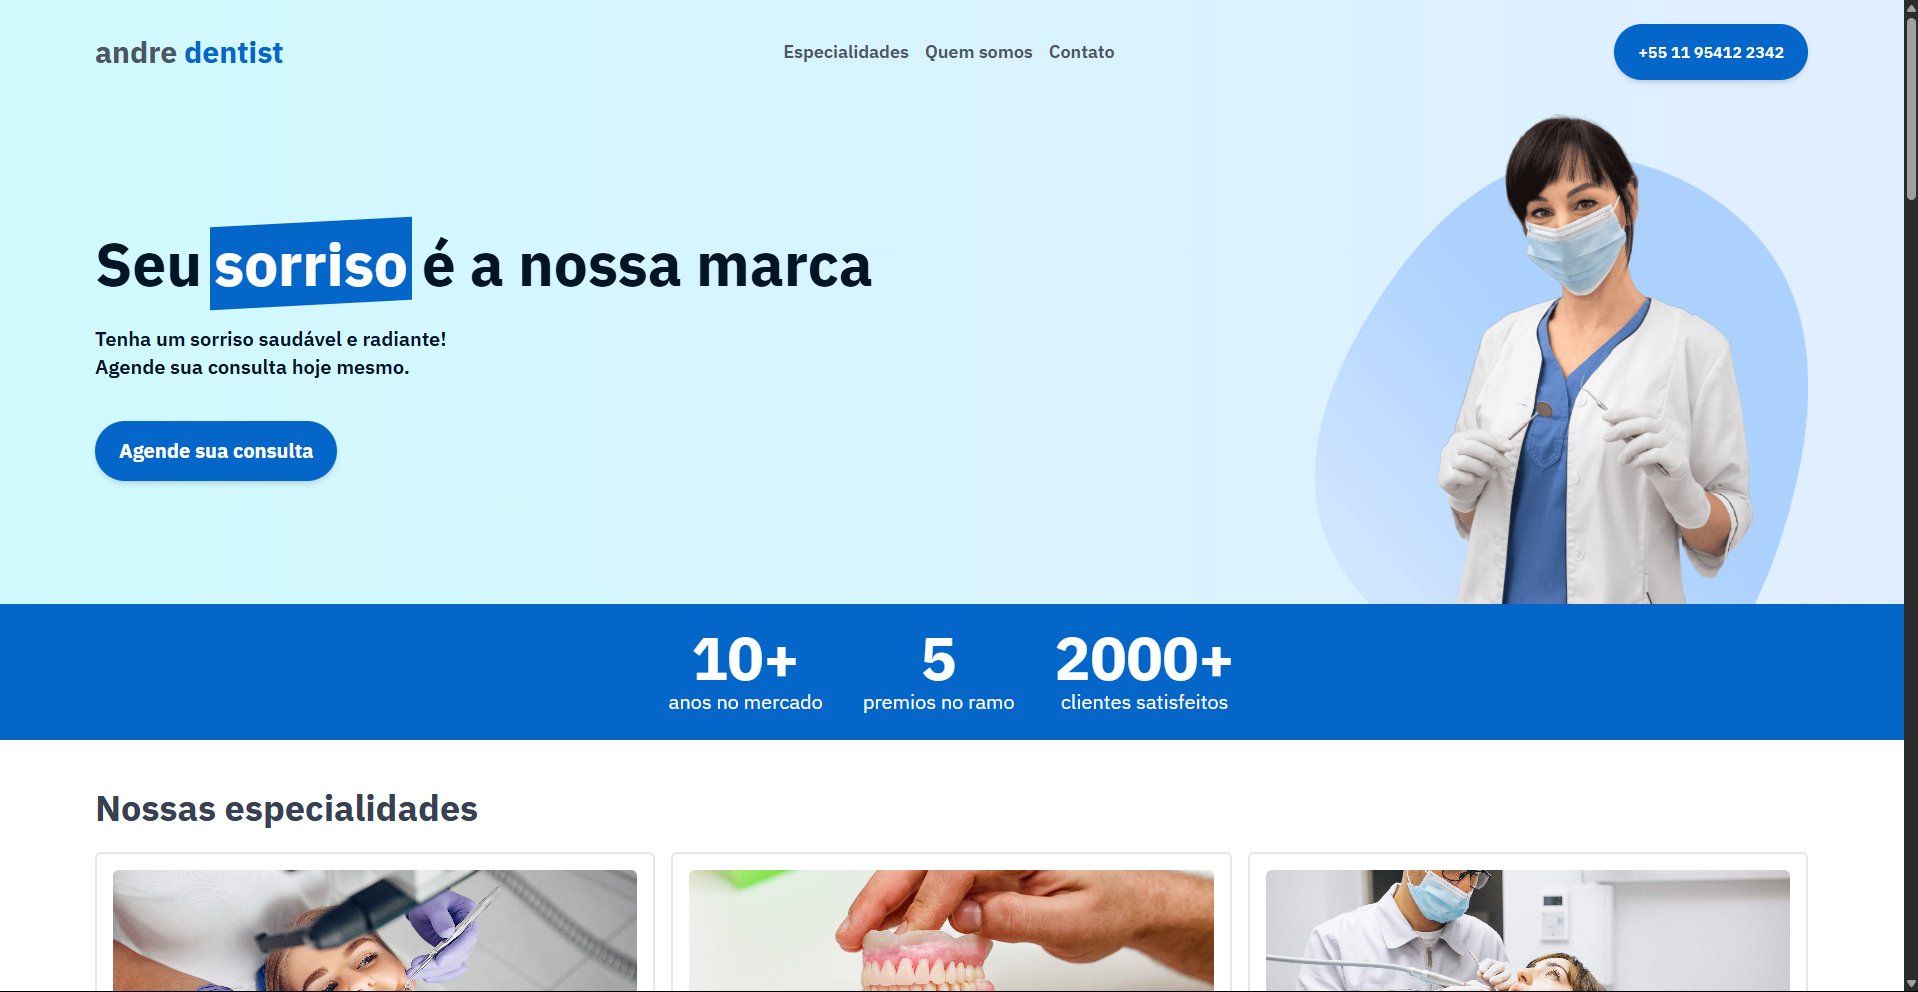 andre dentist
Especialidades Quem somos Contato
+55 11 95412 2342
Seu sorriso é a nossa marca
Tenha um sorriso saudável e radiante!
Agende sua consulta hoje mesmo.
Agende sua consulta
10+
anos no mercado
5
premios no ramo
2000+
clientes satisfeitos
Nossas especialidades